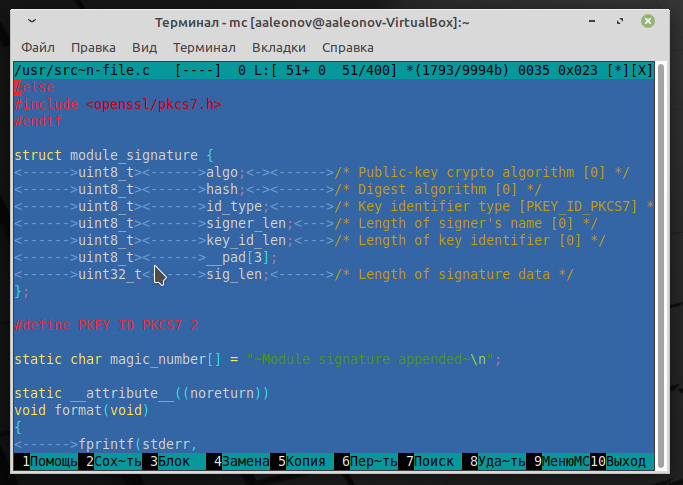 Терминал - mc [aaleonov@aaleonov-VirtualBox]:~
Файл Правка Вид Терминал Вкладки Справка
/usr/src~n-file.c [----] 0 L:[ 51+ 0 51/400] *(1793/9994b) 0035 0x023 [*][X]
#else
#include <openssl/pkcs7.h>
#endif
struct module_signature {
<------>uint8_t><------>algo;<-><------>/* Public-key crypto algorithm [0] */
<------>uint8_t><------>hash;<-><------>/* Digest algorithm [0] */
<------>uint8_t><------>id_type;<------>/* Key identifier type [PKEY_ID_PKCS7] *
<------>uint8_t><------>signer_len;<--->/* Length of signer's name [0] */
<------>uint8_t><------>key_id_len;<--->/* Length of key identifier [0] */
<------>uint8_t><------>__pad[3];
<------>uint32_t<------>sig_len;<------>/* Length of signature data */
};
#define PKEY_ID_PKCS7 2
static char magic_number[] = "~Module signature appended~\n";
static __attribute__((noreturn))
void format(void)
{
<------>fprintf(stderr,
1Помощь 2Сох~ть 3Блок 4Замена 5Копия 6Пер~ть 7Поиск 8Уда~ть 9МенюMC 10Выход